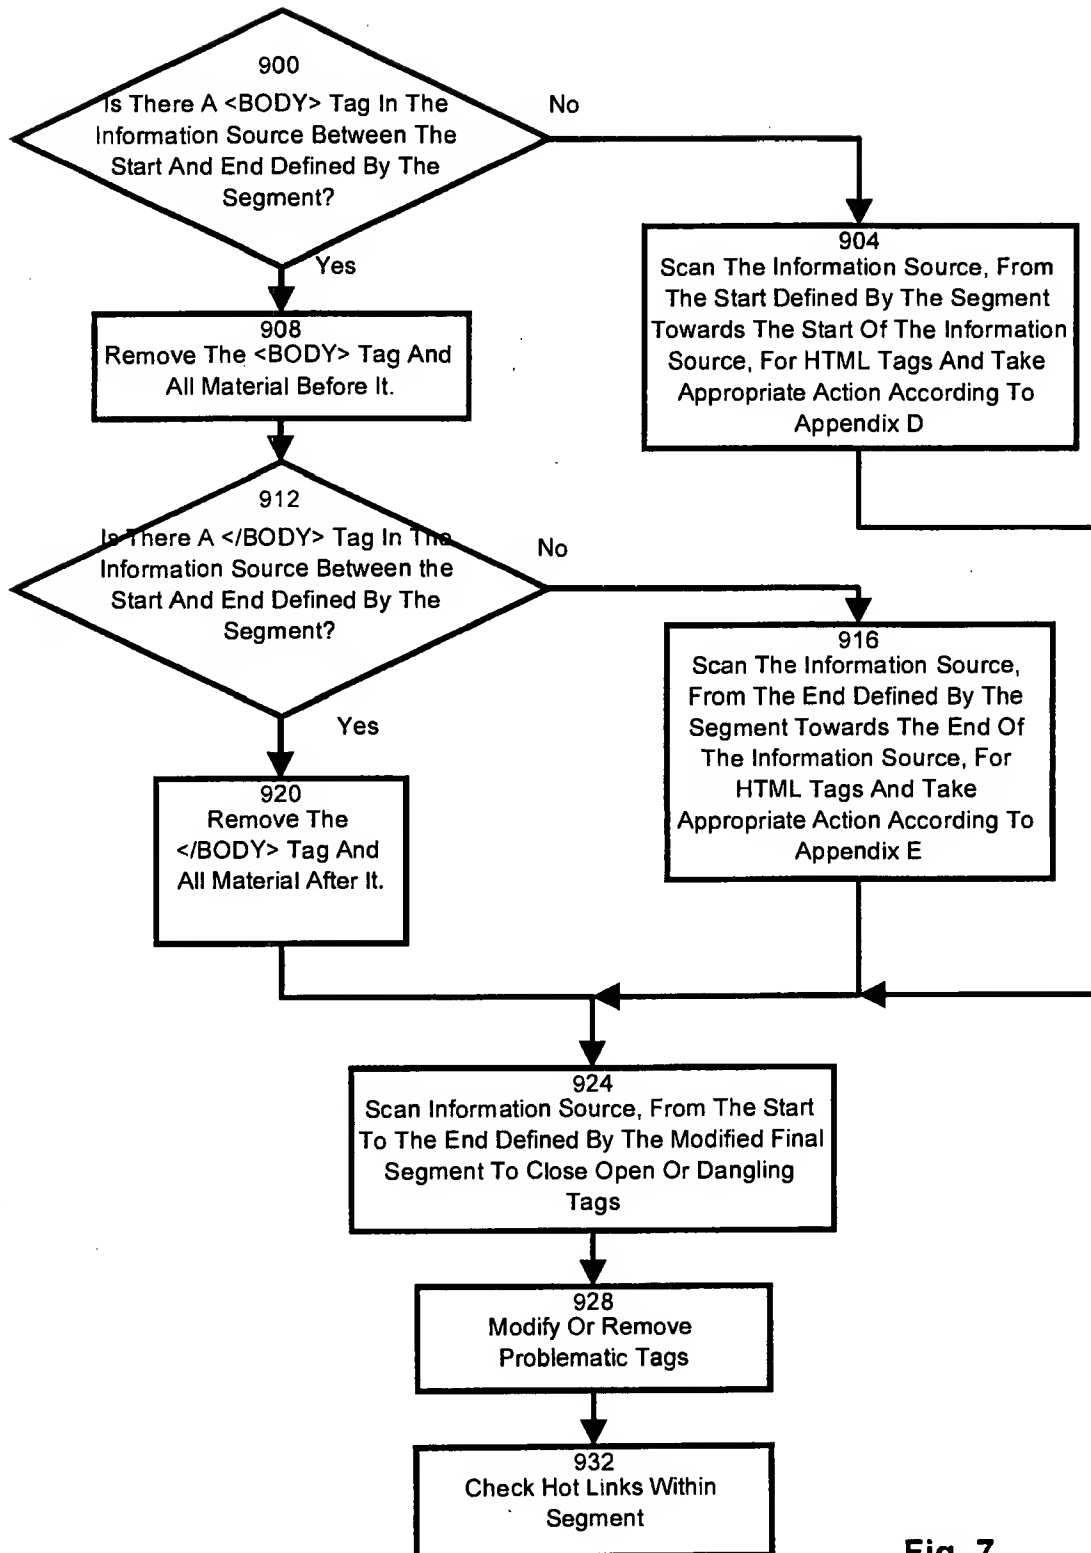 900
Is There A <BODY> Tag In The
Information Source Between The
Start And End Defined By The
Segment?
No
Yes
904
Scan The Information Source, From
The Start Defined By The Segment
Towards The Start Of The Information
Source, For HTML Tags And Take
Appropriate Action According To
Appendix D
908
Remove The <BODY> Tag And
All Material Before It.
912
Is There A </BODY> Tag In The
Information Source Between the
Start And End Defined By The
Segment?
No
Yes
916
Scan The Information Source,
From The End Defined By The
Segment Towards The End Of
The Information Source, For
HTML Tags And Take
Appropriate Action According To
Appendix E
920
Remove The
</BODY> Tag And
All Material After It.
924
Scan Information Source, From The Start
To The End Defined By The Modified Final
Segment To Close Open Or Dangling
Tags
928
Modify Or Remove
Problematic Tags
932
Check Hot Links Within
Segment
Fig. 7